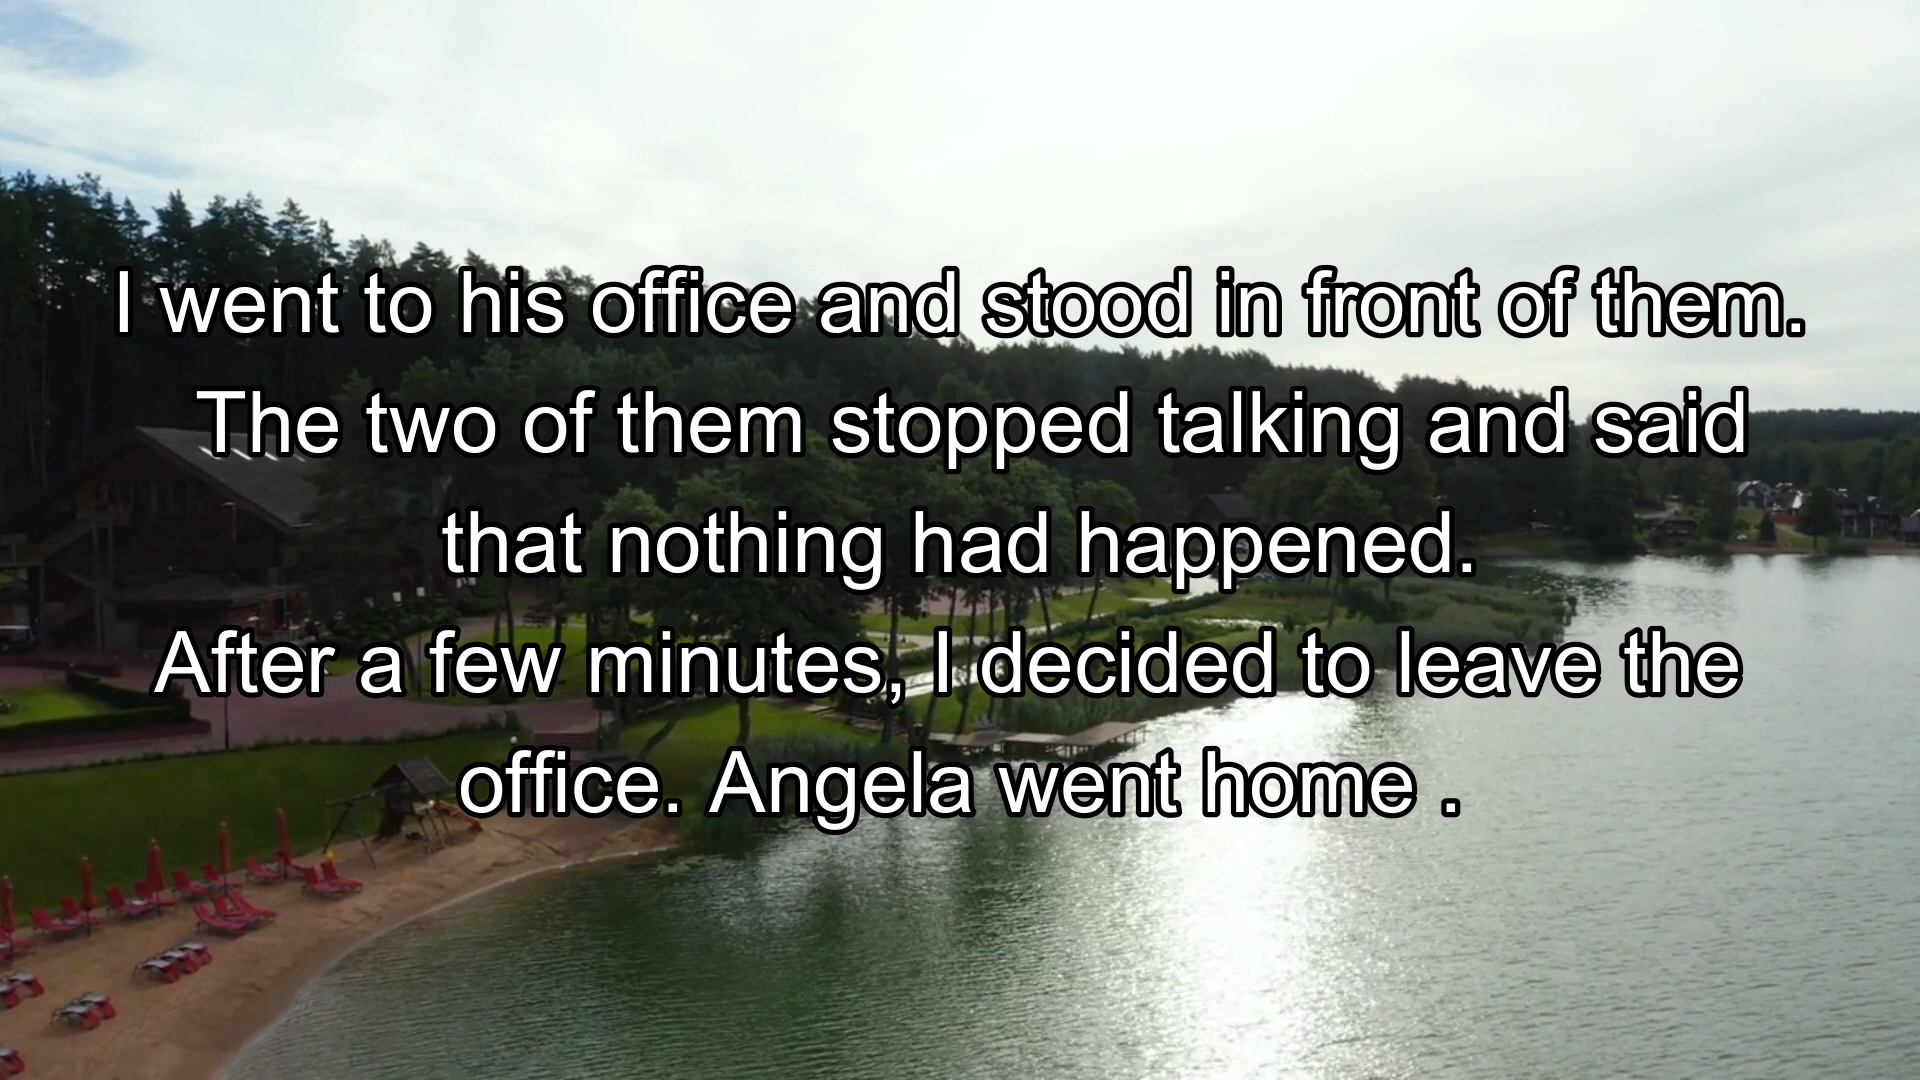 I went to his office and stood in front of them.
The two of them stopped talking and said
that nothing had happened.
After a few minutes, I decided to leave the
office. Angela went home .